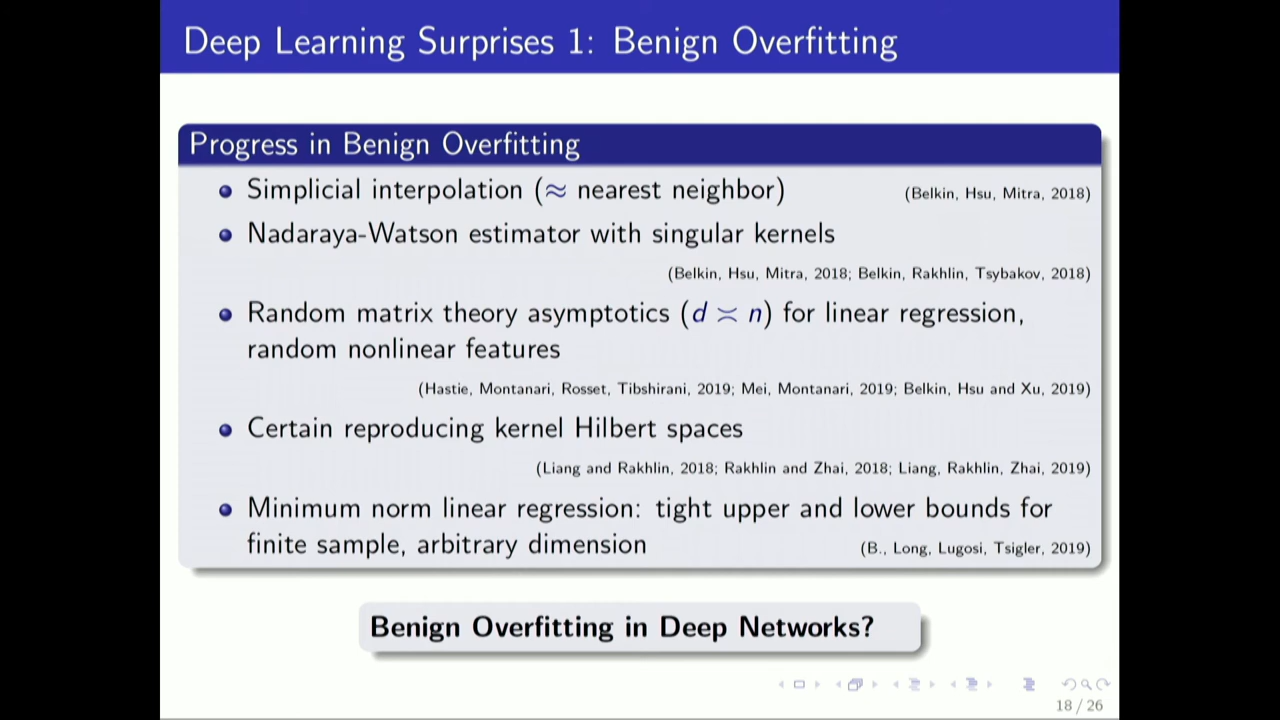 Deep Learning Surprises 1: Benign Overfitting
Progress in Benign Overfitting
Simplicial interpolation (≈ nearest neighbor) (Belkin, Hsu, Mitra, 2018)
Nadaraya-Watson estimator with singular kernels
(Belkin, Hsu, Mitra, 2018; Belkin, Rakhlin, Tsybakov, 2018)
Random matrix theory asymptotics (d ≍ n) for linear regression,
random nonlinear features
(Hastie, Montanari, Rosset, Tibshirani, 2019; Mei, Montanari, 2019; Belkin, Hsu and Xu, 2019)
Certain reproducing kernel Hilbert spaces
(Liang and Rakhlin, 2018; Rakhlin and Zhai, 2018; Liang, Rakhlin, Zhai, 2019)
Minimum norm linear regression: tight upper and lower bounds for
finite sample, arbitrary dimension (B., Long, Lugosi, Tsigler, 2019)
Benign Overfitting in Deep Networks?
18 / 26